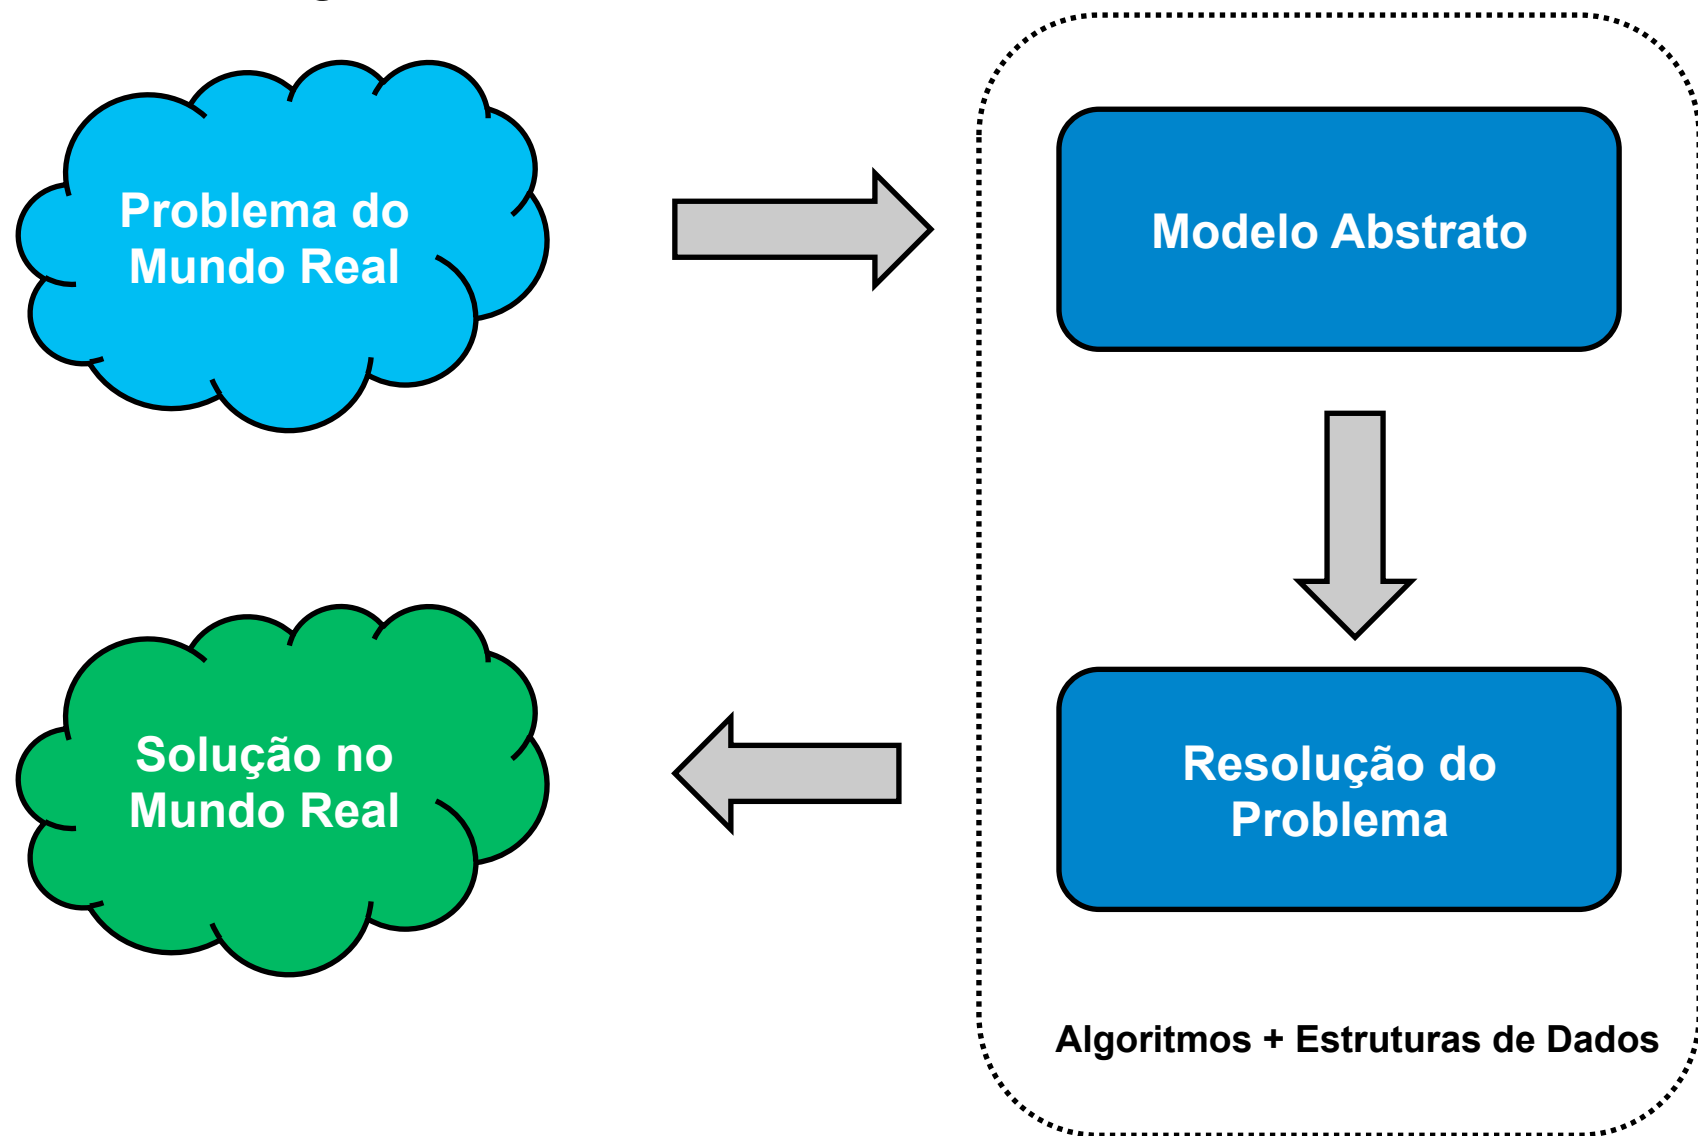 Problema do
Mundo Real
Modelo Abstrato
Solução no
Mundo Real
Resolução do
Problema
Algoritmos + Estruturas de Dados